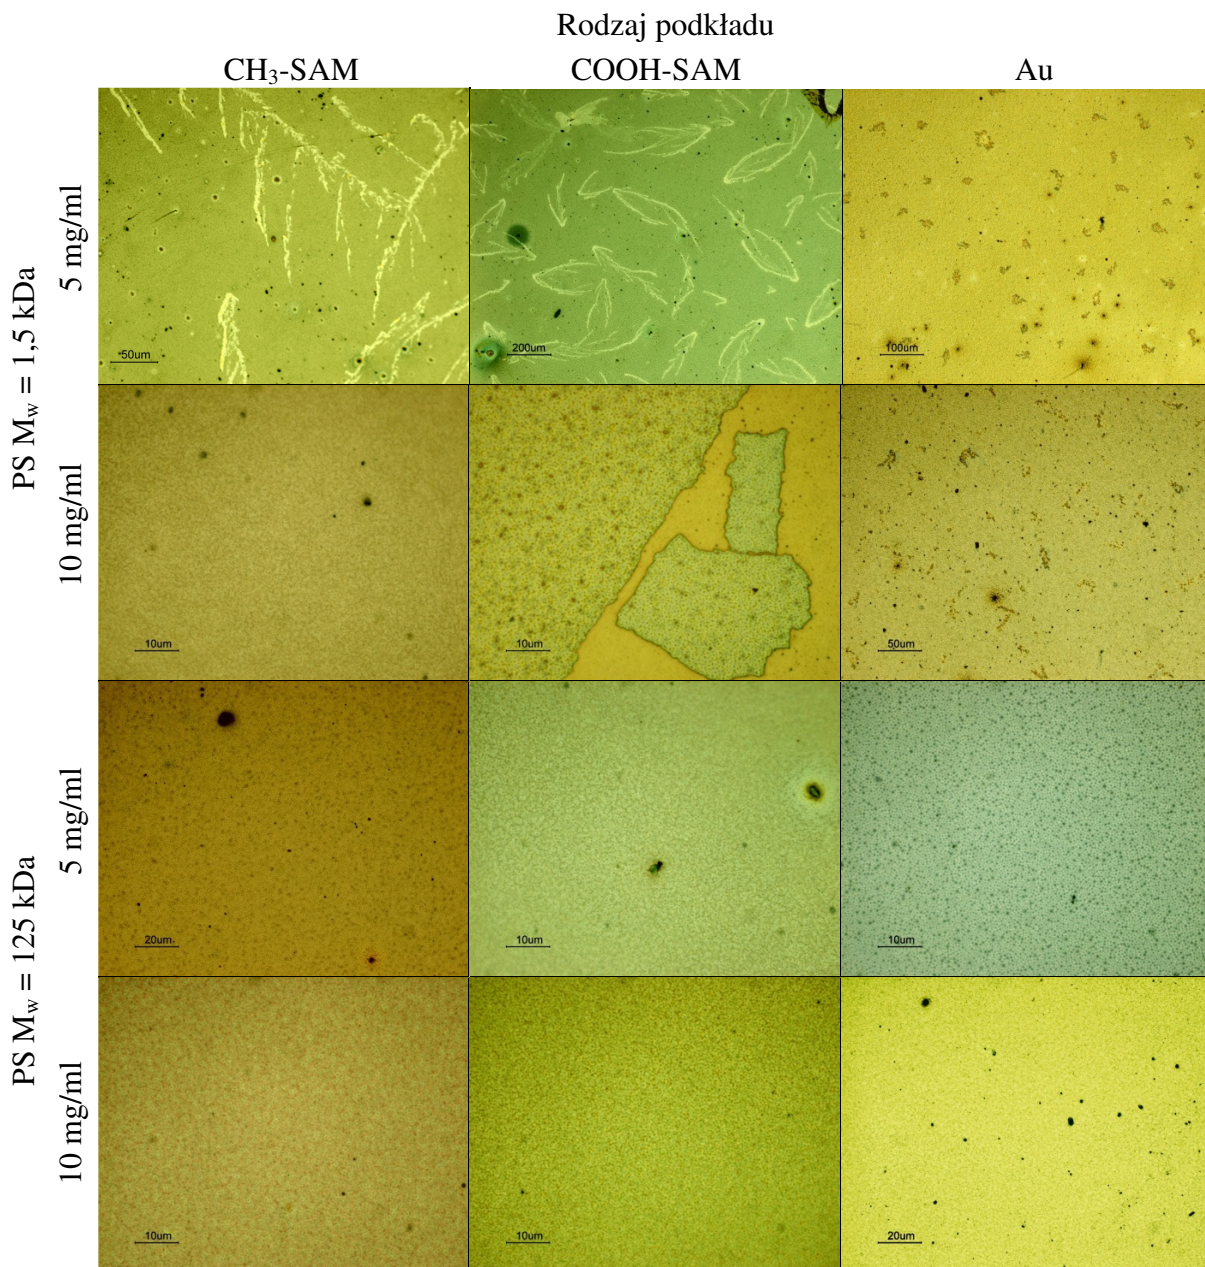 Rodzaj podkładu
CH₃-SAM COOH-SAM Au
PS Mw = 1,5 kDa
5 mg/ml
50um
200um
100um
10 mg/ml
10um
10um
50um
PS Mw = 125 kDa
5 mg/ml
20um
10um
10um
10 mg/ml
10um
10um
20um